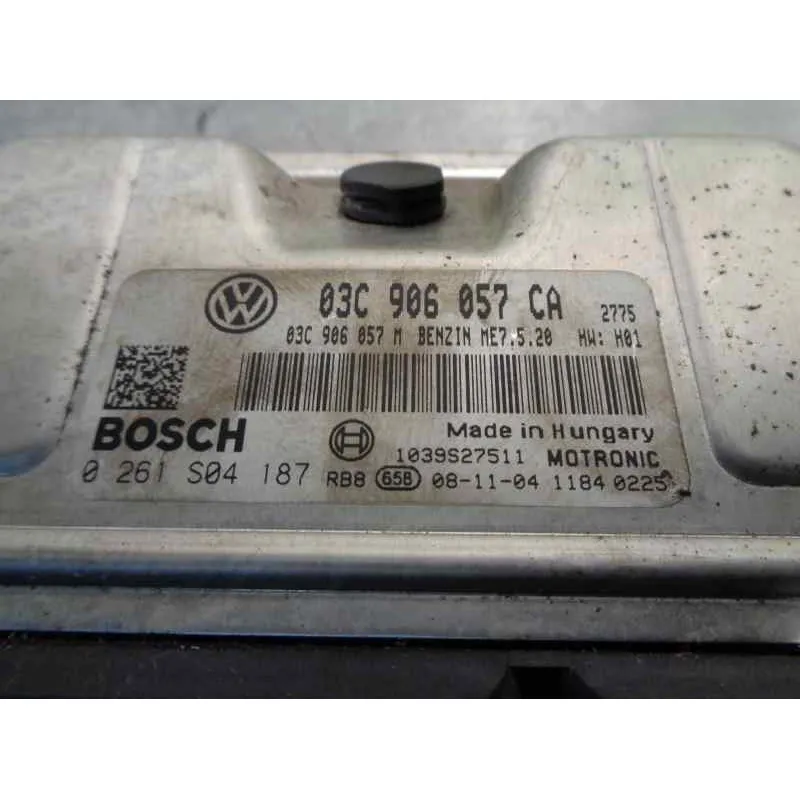 03C 906 057 CA 2775
03C 906 057 M BENZIN ME7.5.20 HW: H01
BOSCH
Made in Hungary
1039S27511 MOTRONIC
0 261 S04 187 RB8 65B 08-11-04 1184 0225